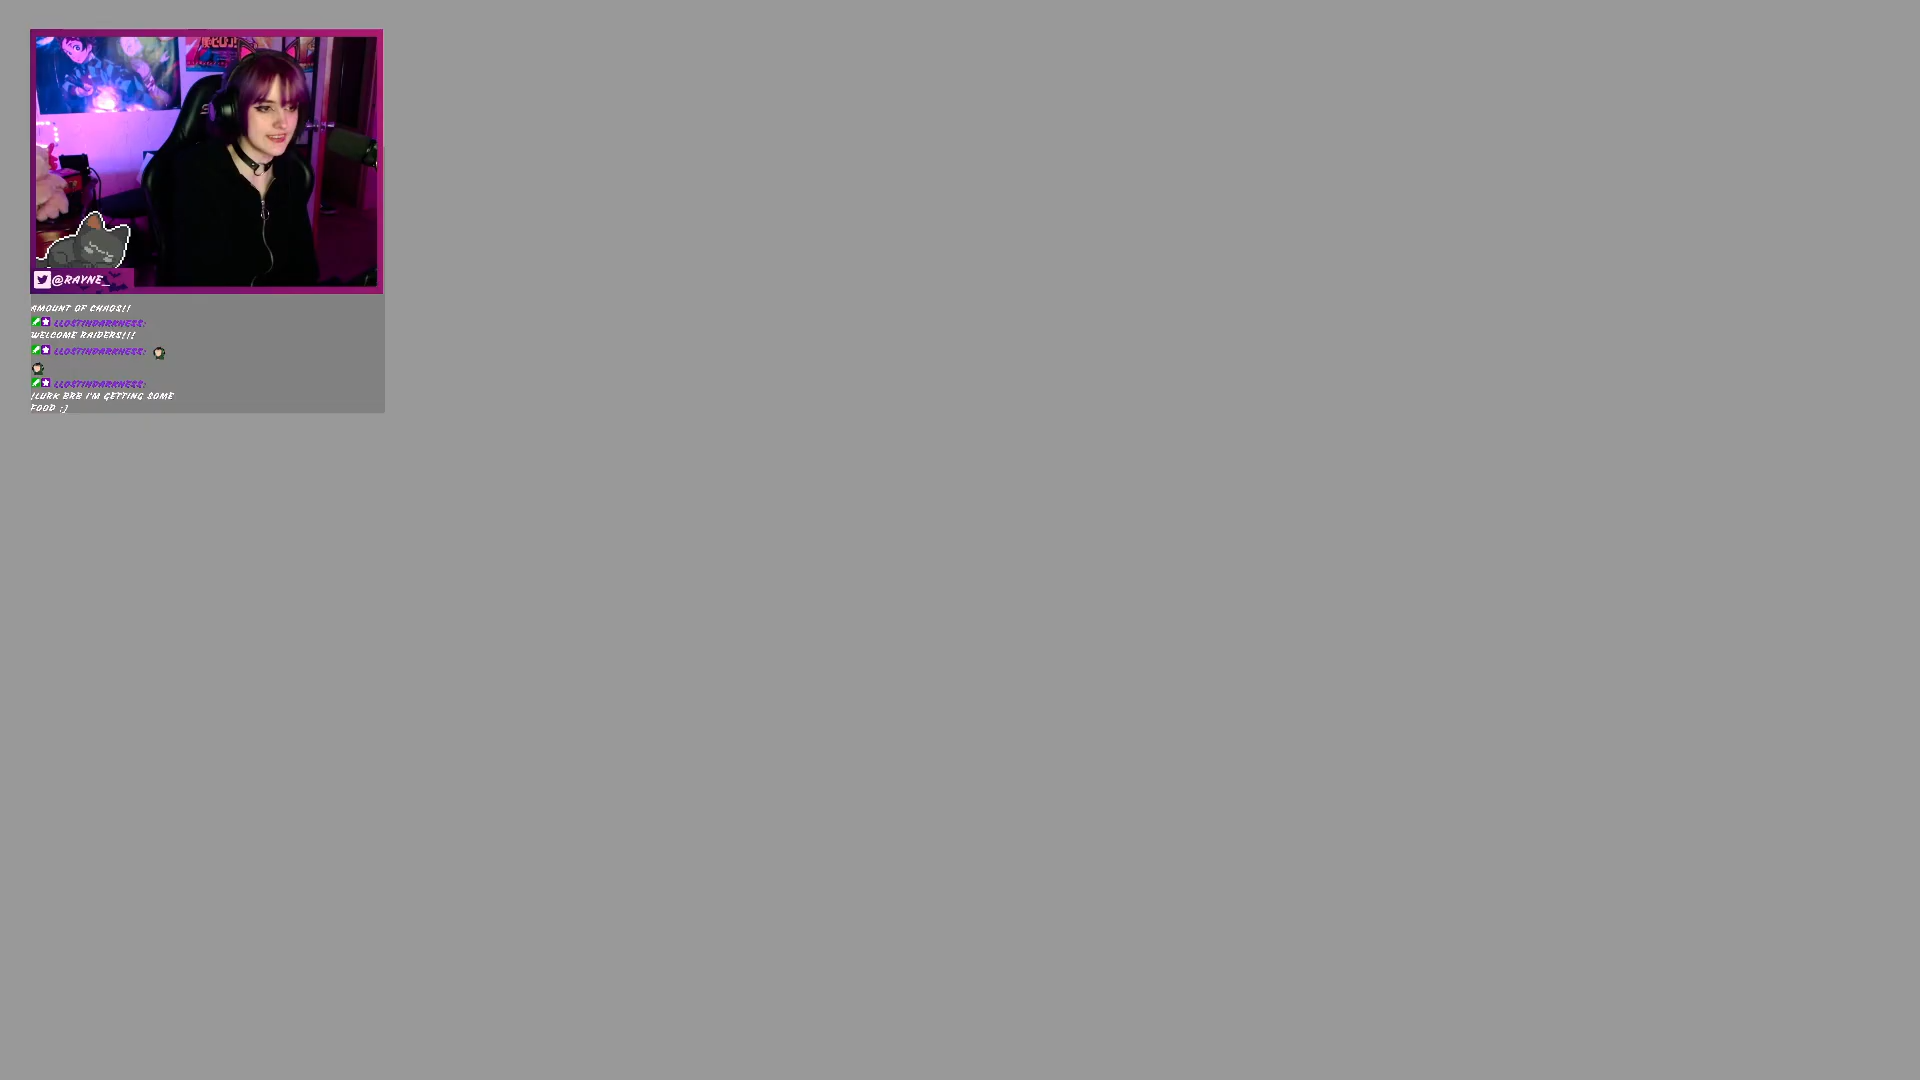 @RAYNE_
AMOUNT OF CHAOS!!
LLOSTINDARKNESS:
WELCOME RAIDERS!!!
LLOSTINDARKNESS:
LLOSTINDARKNESS:
!LURK BRB I'M GETTING SOME
FOOD ;)